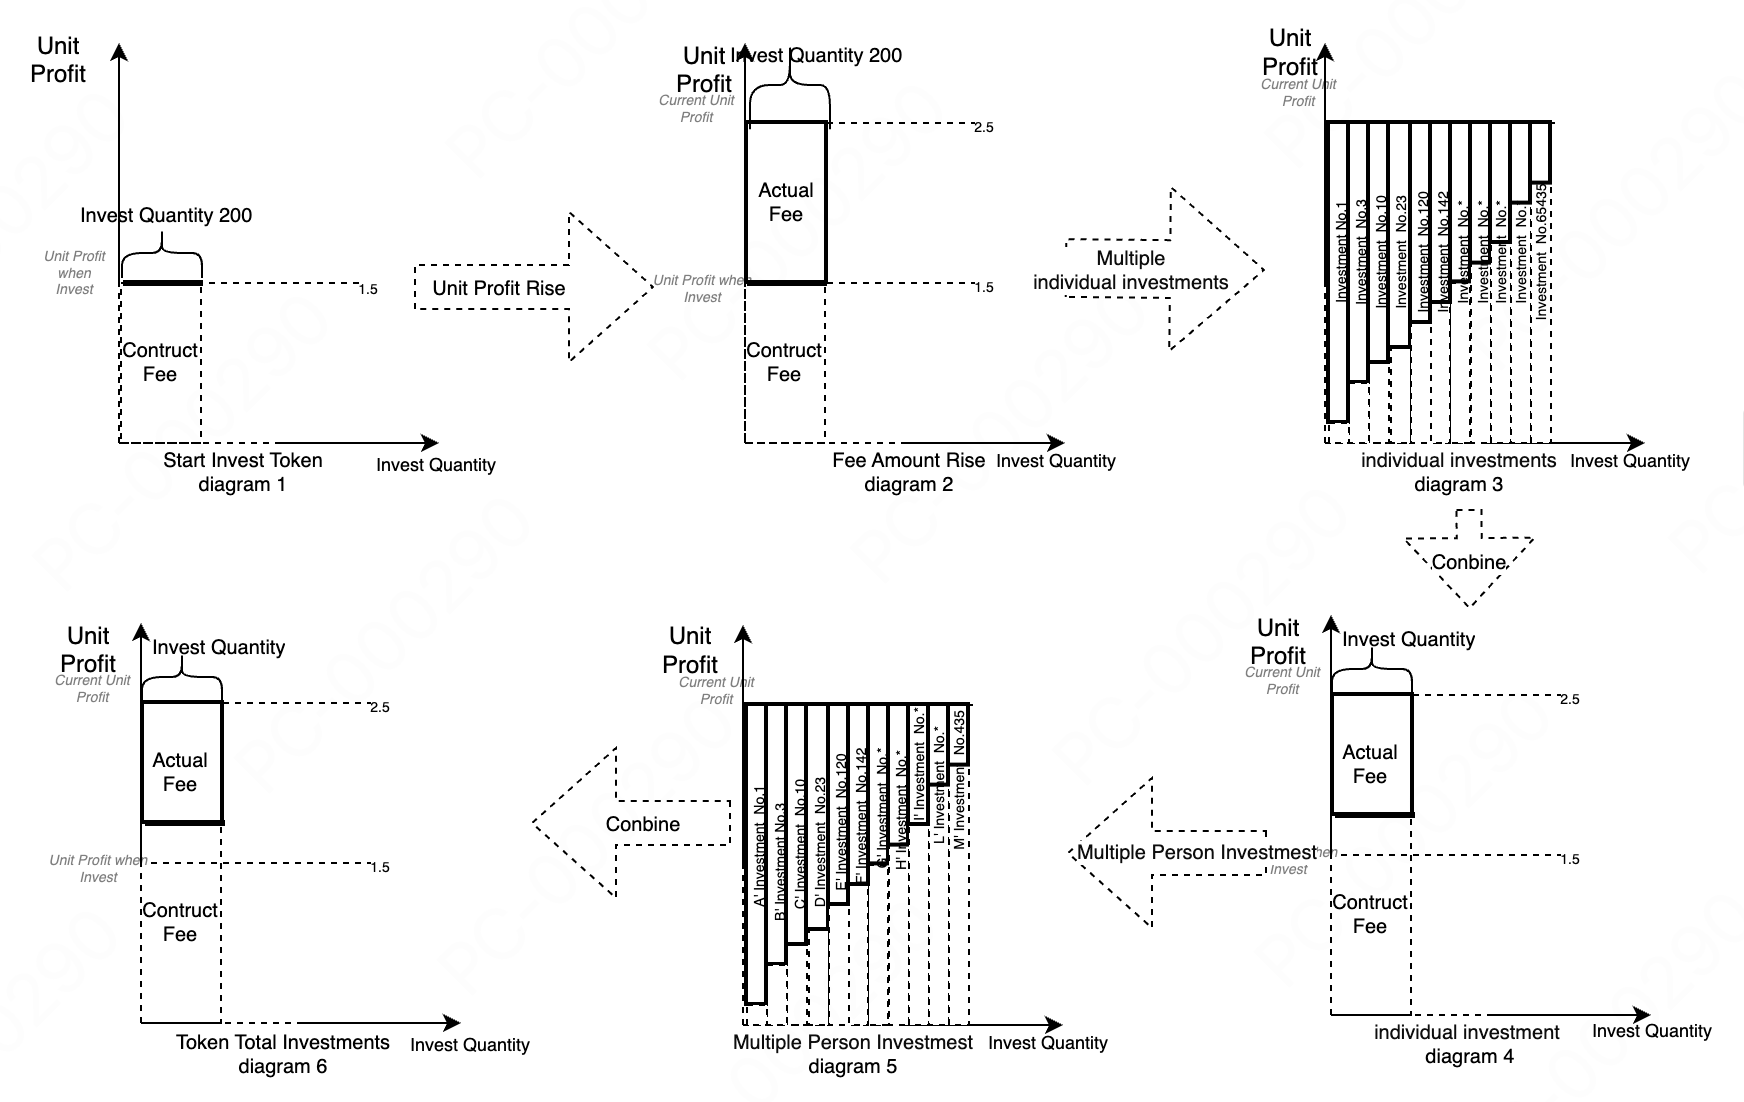 Unit
Profit
Invest Quantity 200
Unit Profit
when
Invest
1.5
Contruct
Fee
Start Invest Token
diagram 1
Invest Quantity
Unit Profit Rise
Unit
Profit
Invest Quantity 200
Current Unit
Profit
2.5
Actual
Fee
Unit Profit when
Invest
1.5
Contruct
Fee
Fee Amount Rise
diagram 2
Invest Quantity
Multiple
individual investments
Unit
Profit
Current Unit
Profit
Investment No.1
Investment No.3
Investment No.10
Investment No.23
Investment No.120
Investment No.142
Investment No.*
Investment No.*
Investment No.*
Investment No.*
Investment No.65435
individual investments
diagram 3
Invest Quantity
Conbine
Unit
Profit
Invest Quantity
Current Unit
Profit
2.5
Actual
Fee
1.5
Invest
Contruct
Fee
individual investment
diagram 4
Invest Quantity
Multiple Person Investmest
Unit
Profit
Current Unit
Profit
A' Investment No.1
B' Investment No.3
C' Investment No.10
D' Investment No.23
E' Investment No.120
F' Investment No.142
G' Investment No.*
H' Investment No.*
I' Investment No.*
L' Investment No.*
M' Investment No.435
Multiple Person Investmest
diagram 5
Invest Quantity
Conbine
Unit
Profit
Invest Quantity
Current Unit
Profit
2.5
Actual
Fee
Unit Profit when
Invest
1.5
Contruct
Fee
Token Total Investments
diagram 6
Invest Quantity
PC-000290